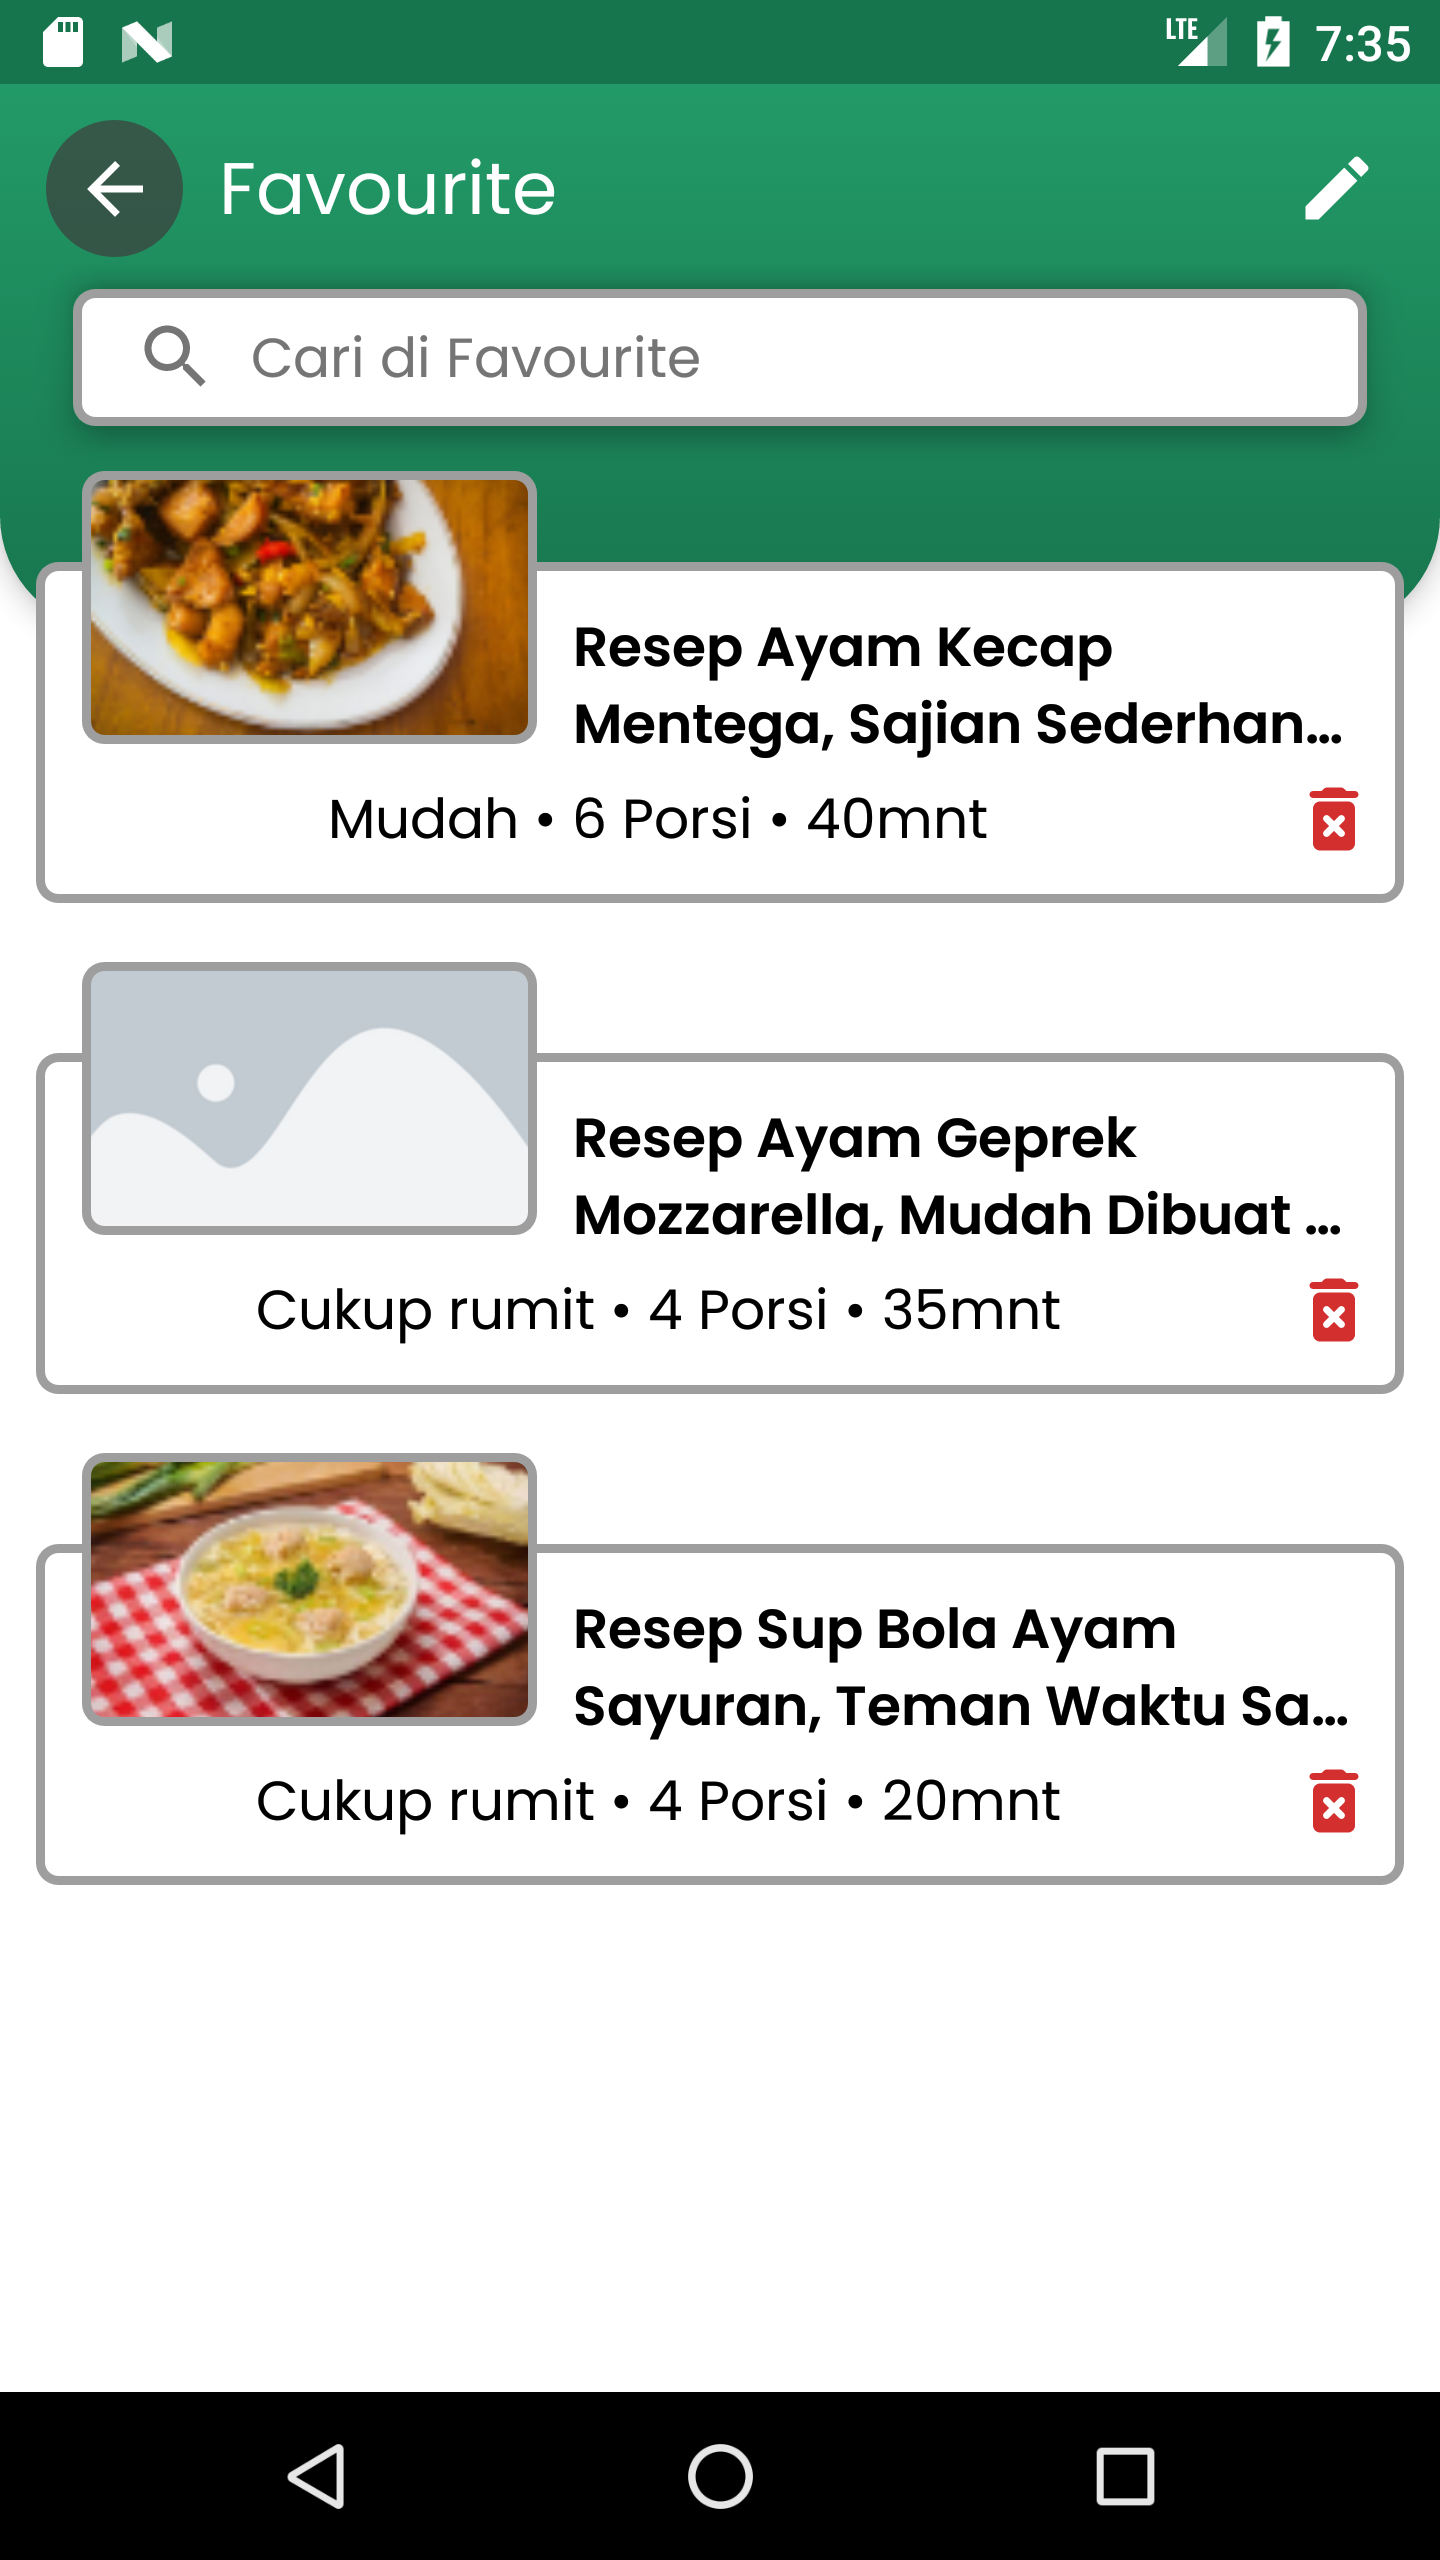 LTE 7:35
Favourite
Cari di Favourite
Resep Ayam Kecap
Mentega, Sajian Sederhan...
Mudah • 6 Porsi • 40mnt
Resep Ayam Geprek
Mozzarella, Mudah Dibuat ...
Cukup rumit • 4 Porsi • 35mnt
Resep Sup Bola Ayam
Sayuran, Teman Waktu Sa...
Cukup rumit • 4 Porsi • 20mnt